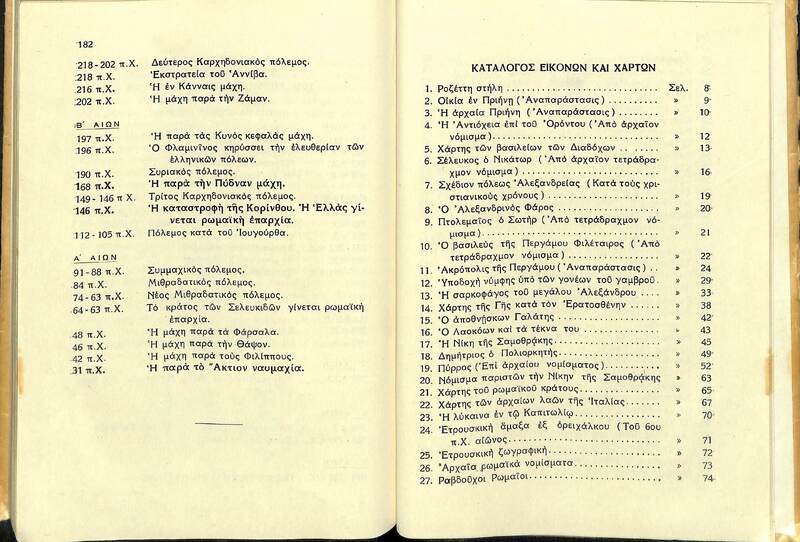 182
218-202 π.Χ. Δεύτερος Καρχηδονιακὸς πόλεμος.
218 π.Χ. Ἐκστρατεία τοῦ Ἀννίβα.
216 π.Χ. Ἡ ἐν Κάνναις μάχη.
202 π.Χ. Ἡ μάχη παρὰ τὴν Ζάμαν.
Β΄ ΑΙΩΝ
197 π.Χ. Ἡ παρὰ τὰς Κυνὸς κεφαλὰς μάχη.
196 π.Χ. Ὁ Φλαμινῖνος κηρύσσει τὴν ἐλευθερίαν τῶν
ἑλληνικῶν πόλεων.
190 π.Χ. Συριακὸς πόλεμος.
168 π.Χ. Ἡ παρὰ τὴν Πύδναν μάχη.
149-146 π.Χ. Τρίτος Καρχηδονιακὸς πόλεμος.
146 π.Χ. Ἡ καταστροφὴ τῆς Κορίνθου. Ἡ Ἑλλὰς γί-
νεται ρωμαϊκὴ ἐπαρχία.
112-105 π.Χ. Πόλεμος κατὰ τοῦ Ἰουγούρθα.
Α΄ ΑΙΩΝ
91-88 π.Χ. Συμμαχικὸς πόλεμος.
84 π.Χ. Μιθραδατικὸς πόλεμος.
74-63 π.Χ. Νέος Μιθραδατικὸς πόλεμος.
64-63 π.Χ. Τὸ κράτος τῶν Σελευκιδῶν γίνεται ρωμαϊκὴ
ἐπαρχία.
48 π.Χ. Ἡ μάχη παρὰ τὰ Φάρσαλα.
46 π.Χ. Ἡ μάχη παρὰ τὴν Θάψον.
42 π.Χ. Ἡ μάχη παρὰ τοὺς Φιλίππους.
31 π.Χ. Ἡ παρὰ τὸ Ἄκτιον ναυμαχία.
ΚΑΤΑΛΟΓΟΣ ΕΙΚΟΝΩΝ ΚΑΙ ΧΑΡΤΩΝ
1. Ροζέττη στήλη .......... Σελ. 8
2. Οἰκία ἐν Πριήνῃ (Ἀναπαράστασις) .......... » 9
3. Ἡ ἀρχαία Πριήνη (Ἀναπαράστασις) .......... » 10
4. Ἡ Ἀντιόχεια ἐπὶ τοῦ Ὀρόντου (Ἀπὸ ἀρχαῖον
νόμισμα) .......... » 12
5. Χάρτης τῶν βασιλείων τῶν Διαδόχων .......... » 13
6. Σέλευκος ὁ Νικάτωρ (Ἀπὸ ἀρχαῖον τετράδρα-
χμον νόμισμα) .......... » 16
7. Σχέδιον πόλεως Ἀλεξανδρείας (Κατὰ τοὺς χρι-
στιανικοὺς χρόνους) .......... » 19
8. Ὁ Ἀλεξανδρινὸς Φάρος .......... » 20
9. Πτολεμαῖος ὁ Σωτὴρ (Ἀπὸ τετράδραχμον νό-
μισμα) .......... » 21
10. Ὁ βασιλεὺς τῆς Περγάμου Φιλέταιρος (Ἀπὸ
τετράδραχμον νόμισμα) .......... » 22
11. Ἀκρόπολις τῆς Περγάμου (Ἀναπαράστασις) .. » 24
12. Ὑποδοχὴ νύμφης ὑπὸ τῶν γονέων τοῦ γαμβροῦ. » 29
13. Ἡ σαρκοφάγος τοῦ μεγάλου Ἀλεξάνδρου .... » 33
14. Χάρτης τῆς Γῆς κατὰ τὸν Ἐρατοσθένην ...... » 38
15. Ὁ ἀποθνῄσκων Γαλάτης .......... » 42
16. Ὁ Λαοκόων καὶ τὰ τέκνα του .......... » 43
17. Ἡ Νίκη τῆς Σαμοθρᾴκης .......... » 45
18. Δημήτριος ὁ Πολιορκητὴς .......... » 49
19. Πύρρος (Ἐπὶ ἀρχαίου νομίσματος) .......... » 52
20. Νόμισμα παριστῶν τὴν Νίκην τῆς Σαμοθρᾴκης » 63
21. Χάρτης τοῦ ρωμαϊκοῦ κράτους .......... » 65
22. Χάρτης τῶν ἀρχαίων λαῶν τῆς Ἰταλίας ...... » 67
23. Ἡ λύκαινα ἐν τῷ Καπιτωλίῳ .......... » 70
24. Ἐτρουσκικὴ ἅμαξα ἐξ ὀρειχάλκου (Τοῦ 6ου
π.Χ. αἰῶνος .......... » 71
25. Ἐτρουσκικὴ ζωγραφικὴ .......... » 72
26. Ἀρχαῖα ρωμαϊκὰ νομίσματα .......... » 73
27. Ραβδοῦχοι Ρωμαῖοι .......... » 74